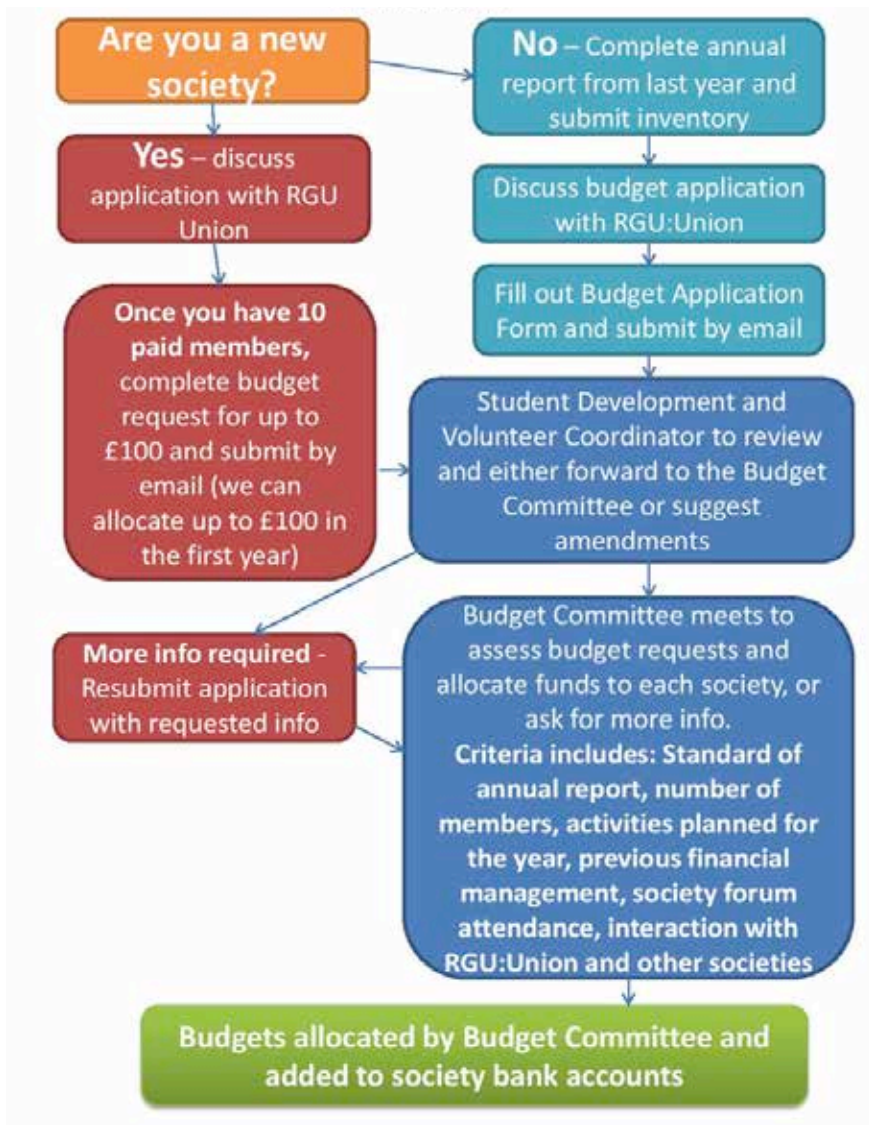 Are you a new
society?
No – Complete annual
report from last year and
submit inventory
Yes – discuss
application with RGU
Union
Discuss budget application
with RGU:Union
Fill out Budget Application
Form and submit by email
Once you have 10
paid members,
complete budget
request for up to
£100 and submit by
email (we can
allocate up to £100 in
the first year)
Student Development and
Volunteer Coordinator to review
and either forward to the Budget
Committee or suggest
amendments
More info required -
Resubmit application
with requested info
Budget Committee meets to
assess budget requests and
allocate funds to each society, or
ask for more info.
Criteria includes: Standard of
annual report, number of
members, activities planned for
the year, previous financial
management, society forum
attendance, interaction with
RGU:Union and other societies
Budgets allocated by Budget Committee and
added to society bank accounts